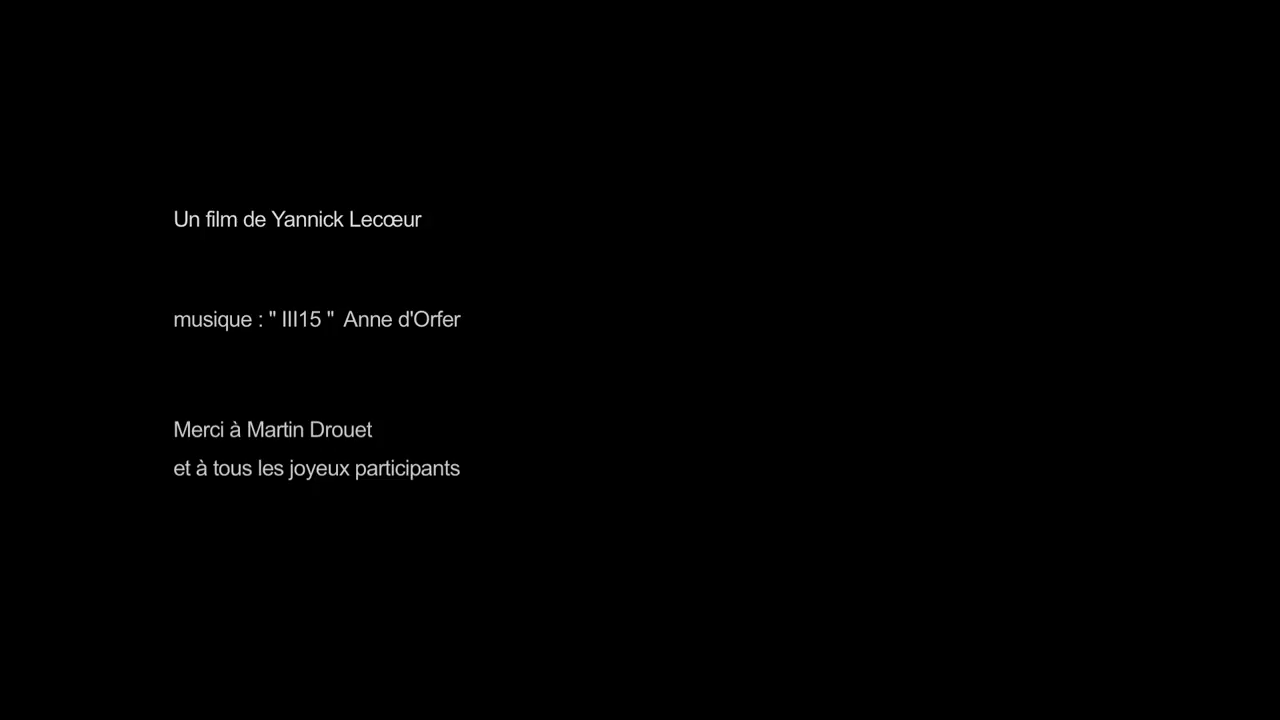 Un film de Yannick Lecœur
musique : " III15 " Anne d'Orfer
Merci à Martin Drouet
et à tous les joyeux participants